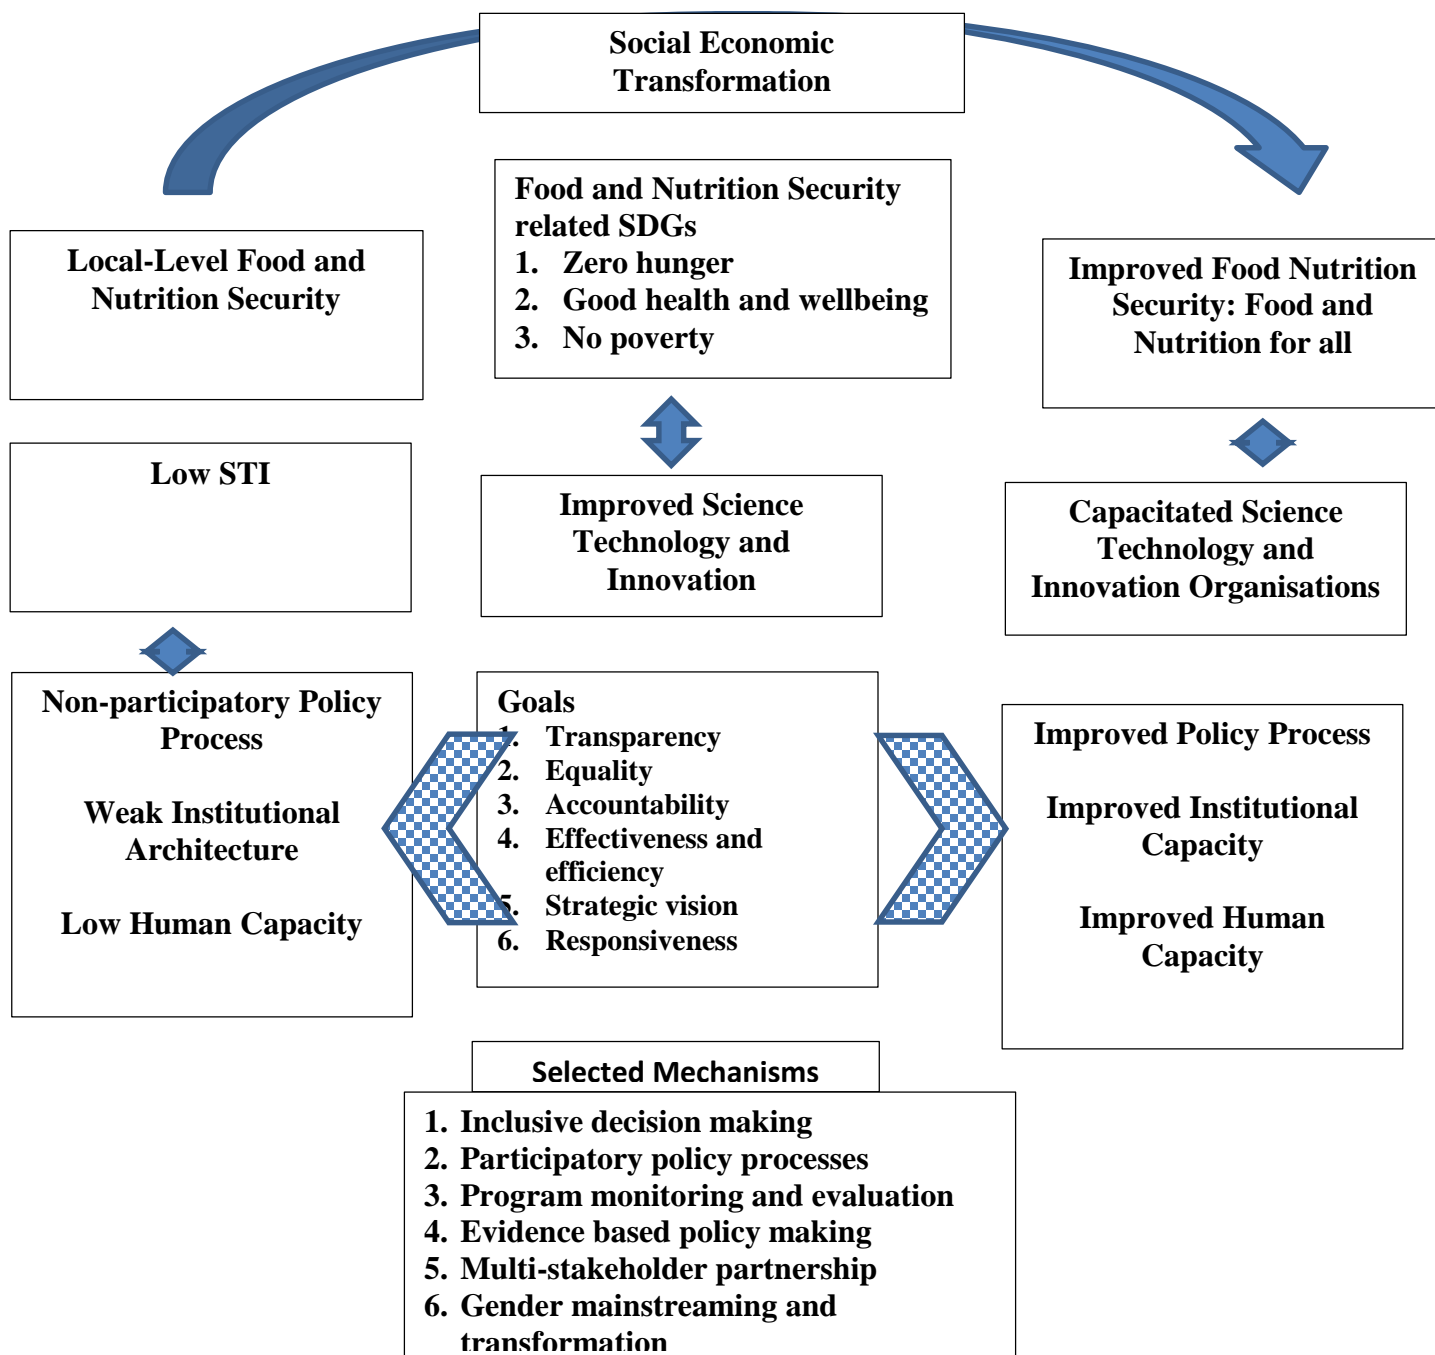 Social Economic
Transformation
Food and Nutrition Security
related SDGs
1. Zero hunger
2. Good health and wellbeing
3. No poverty
Local-Level Food and
Nutrition Security
Improved Food Nutrition
Security: Food and
Nutrition for all
Low STI
Improved Science
Technology and
Innovation
Capacitated Science
Technology and
Innovation Organisations
Non-participatory Policy
Process
Weak Institutional
Architecture
Low Human Capacity
Goals
1. Transparency
2. Equality
3. Accountability
4. Effectiveness and
efficiency
5. Strategic vision
6. Responsiveness
Improved Policy Process
Improved Institutional
Capacity
Improved Human
Capacity
Selected Mechanisms
1. Inclusive decision making
2. Participatory policy processes
3. Program monitoring and evaluation
4. Evidence based policy making
5. Multi-stakeholder partnership
6. Gender mainstreaming and
transformation